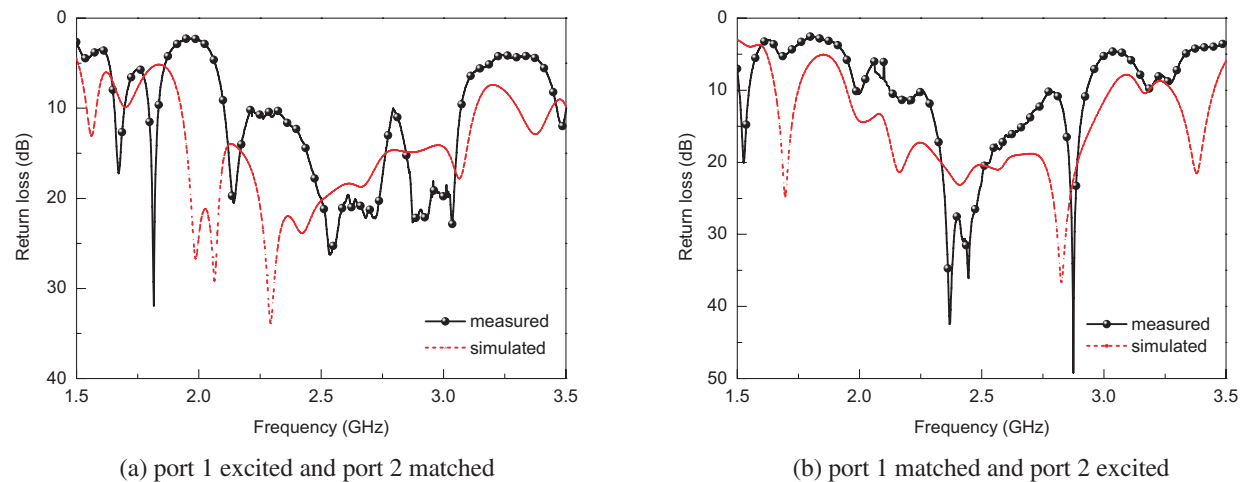 0
10
20
30
40
Return loss (dB)
measured
simulated
1.5
2.0
2.5
3.0
3.5
Frequency (GHz)
(a) port 1 excited and port 2 matched
0
10
20
30
40
50
Return loss (dB)
measured
simulated
1.5
2.0
2.5
3.0
3.5
Frequency (GHz)
(b) port 1 matched and port 2 excited